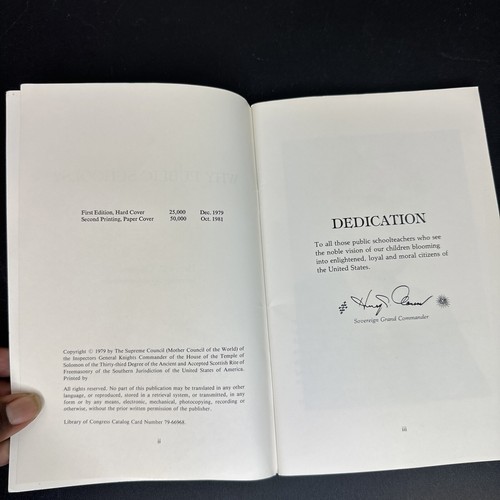 First Edition, Hard Cover 25,000 Dec. 1979
Second Printing, Paper Cover 50,000 Oct. 1981
Copyright © 1979 by The Supreme Council (Mother Council of the World) of
the Inspectors General Knights Commander of the House of the Temple of
Solomon of the Thirty-third Degree of the Ancient and Accepted Scottish Rite of
Freemasonry of the Southern Jurisdiction of the United States of America.
Printed by
All rights reserved. No part of this publication may be translated in any other
language, or reproduced, stored in a retrieval system, or transmitted, in any
form or by any means, electronic, mechanical, photocopying, recording or
otherwise, without the prior written permission of the publisher.
Library of Congress Catalog Card Number 79-66968.
ii
DEDICATION
To all those public schoolteachers who see
the noble vision of our children blooming
into enlightened, loyal and moral citizens of
the United States.
Sovereign Grand Commander
iii